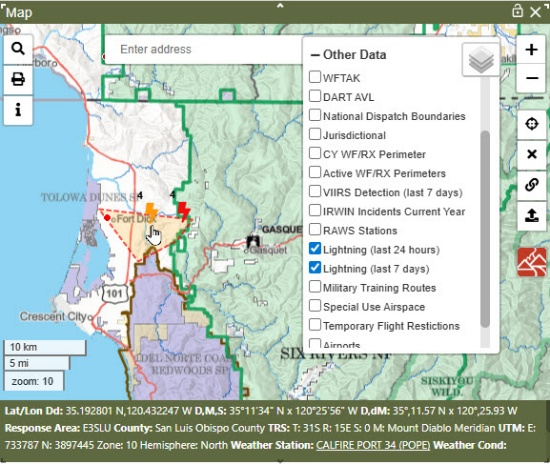 Map
ngso
rboro
Enter address
akil
Other Data
WFTAK
DART AVL
National Dispatch Boundaries
Jurisdictional
CY WF/RX Perimeter
Active WF/RX Perimeters
VIIRS Detection (last 7 days)
IRWIN Incidents Current Year
RAWS Stations
Lightning (last 24 hours)
Lightning (last 7 days)
Military Training Routes
Special Use Airspace
Temporary Flight Restictions
Airports
TOLOWA DUNES SP
4
4
Fort Dick
GASQUET
Gasquet
101
Crescent City
10 km
5 mi
zoom: 10
DEL NORTE COA
REDWOODS SP
SIX RIVERS NF
SISKIYOU
WILD.
Lat/Lon Dd: 35.192801 N,120.432247 W D,M,S: 35°11'34" N x 120°25'56" W D,dM: 35°,11.57 N x 120°,25.93 W
Response Area: E3SLU County: San Luis Obispo County TRS: T: 31S R: 15E S: 0 M: Mount Diablo Meridian UTM: E:
733787 N: 3897445 Zone: 10 Hemisphere: North Weather Station: CALFIRE PORT 34 (POPE) Weather Cond: